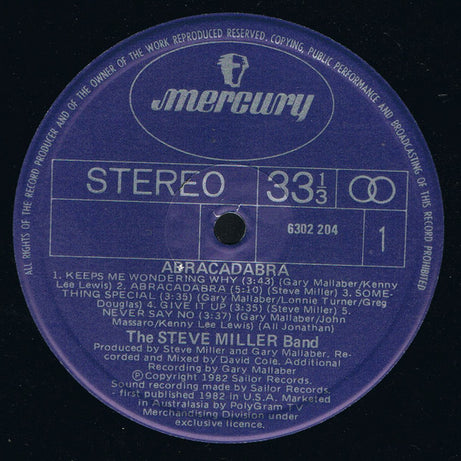 ALL RIGHTS OF THE RECORD PRODUCER AND OF THE OWNER OF THE WORK REPRODUCED RESERVED. COPYING, PUBLIC PERFORMANCE AND BROADCASTING OF THIS RECORD PROHIBITED
mercury
STEREO 33⅓
6302 204 1
ABRACADABRA
1. KEEPS ME WONDERING WHY (3:43) (Gary Mallaber/Kenny
Lee Lewis) 2. ABRACADABRA (5:10) (Steve Miller) 3. SOME-
THING SPECIAL (3:35) (Gary Mallaber/Lonnie Turner/Greg
Douglas) 4. GIVE IT UP (3:35) (Steve Miller) 5.
NEVER SAY NO (3:37) (Gary Mallaber/John
Massaro/Kenny Lee Lewis) (All Jonathan)
The STEVE MILLER Band
Produced by Steve Miller and Gary Mallaber. Re-
corded and Mixed by David Cole. Additional
Recording by Gary Mallaber
℗ Copyright 1982 Sailor Records.
Sound recording made by Sailor Records.
first published 1982 in U.S.A. Marketed
in Australasia by PolyGram TV
Merchandising Division under
exclusive licence.